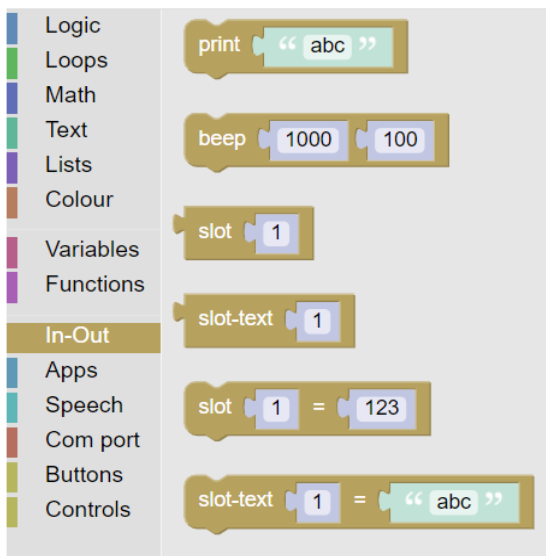 Logic
Loops
Math
Text
Lists
Colour
Variables
Functions
In-Out
Apps
Speech
Com port
Buttons
Controls
print “ abc ”
beep 1000 100
slot 1
slot-text 1
slot 1 = 123
slot-text 1 = “ abc ”